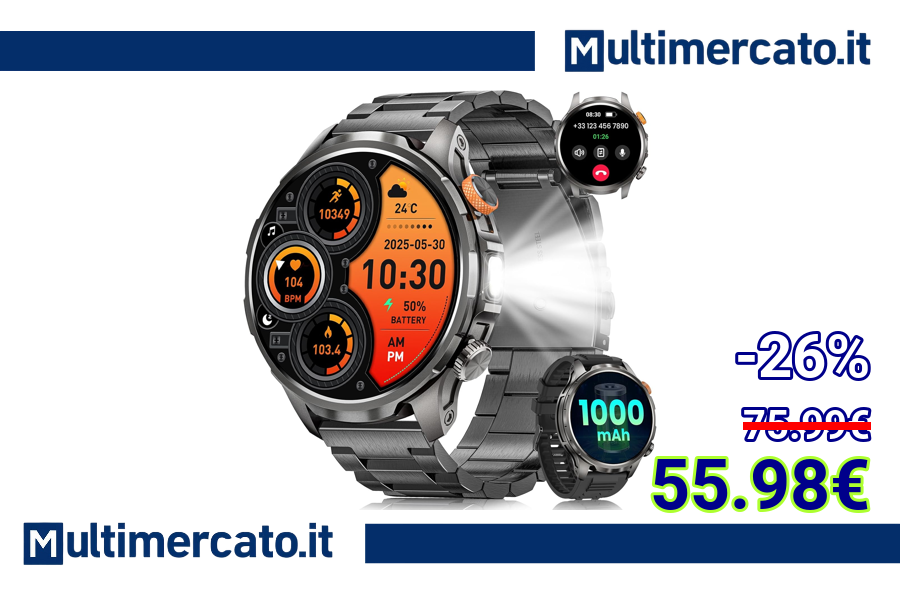 Multimercato.it
08:30
+33 123 456 7890
01:26
10349
24°C
2025-05-30
10:30
104
BPM
50%
BATTERY
103.4
AM
PM
-26%
75.99€
55.98€
1000
mAh
Multimercato.it